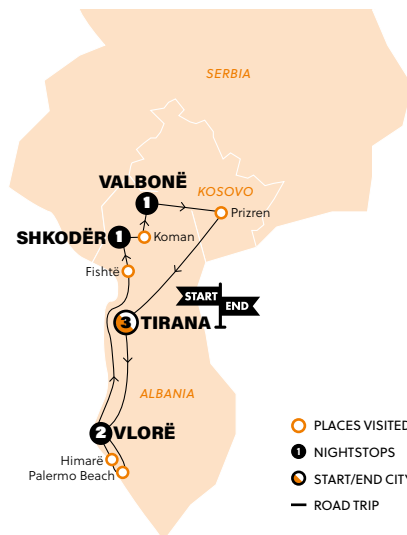 SERBIA
VALBONË
1
KOSOVO
Prizren
SHKODËR
1
Koman
Fishtë
START
END
3
TIRANA
ALBANIA
2
VLORË
Himarë
Palermo Beach
PLACES VISITED
1
NIGHTSTOPS
START/END CITY
ROAD TRIP